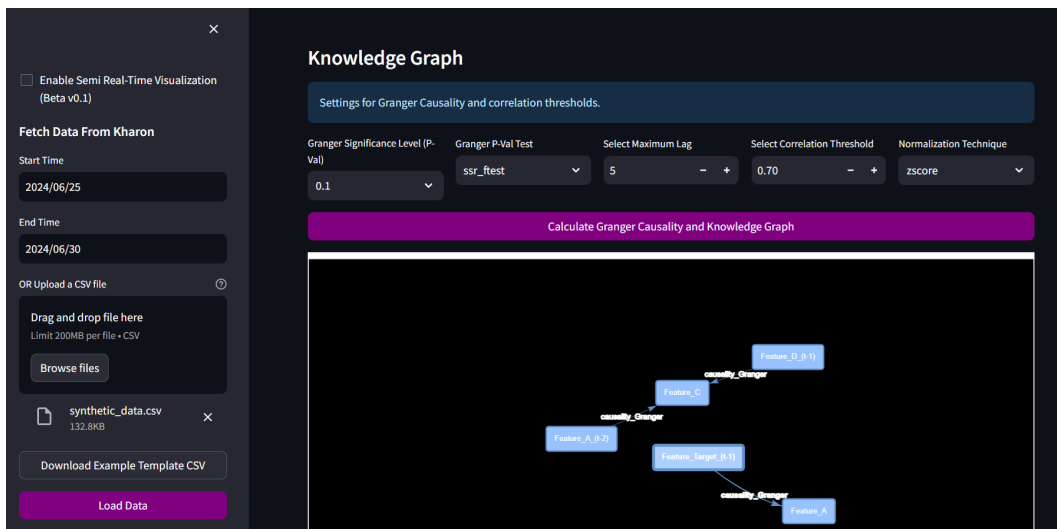 ×
Enable Semi Real-Time Visualization
(Beta v0.1)
Fetch Data From Kharon
Start Time
2024/06/25
End Time
2024/06/30
OR Upload a CSV file
Drag and drop file here
Limit 200MB per file • CSV
Browse files
synthetic_data.csv
132.8KB
×
Download Example Template CSV
Load Data
Knowledge Graph
Settings for Granger Causality and correlation thresholds.
Granger Significance Level (P-
Val)
0.1
Granger P-Val Test
ssr_ftest
Select Maximum Lag
5 − +
Select Correlation Threshold
0.70 − +
Normalization Technique
zscore
Calculate Granger Causality and Knowledge Graph
Feature_D_(t-1)
causality_Granger
Feature_C
causality_Granger
Feature_A_(t-2)
Feature_Target_(t-1)
causality_Granger
Feature_A